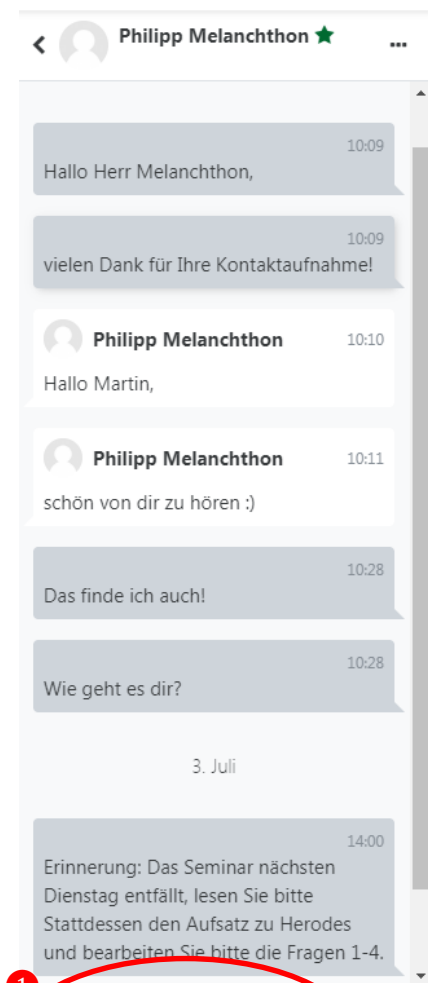 Philipp Melanchthon
10:09
Hallo Herr Melanchthon,
10:09
vielen Dank für Ihre Kontaktaufnahme!
Philipp Melanchthon 10:10
Hallo Martin,
Philipp Melanchthon 10:11
schön von dir zu hören :)
10:28
Das finde ich auch!
10:28
Wie geht es dir?
3. Juli
14:00
Erinnerung: Das Seminar nächsten
Dienstag entfällt, lesen Sie bitte
Stattdessen den Aufsatz zu Herodes
und bearbeiten Sie bitte die Fragen 1-4.
1